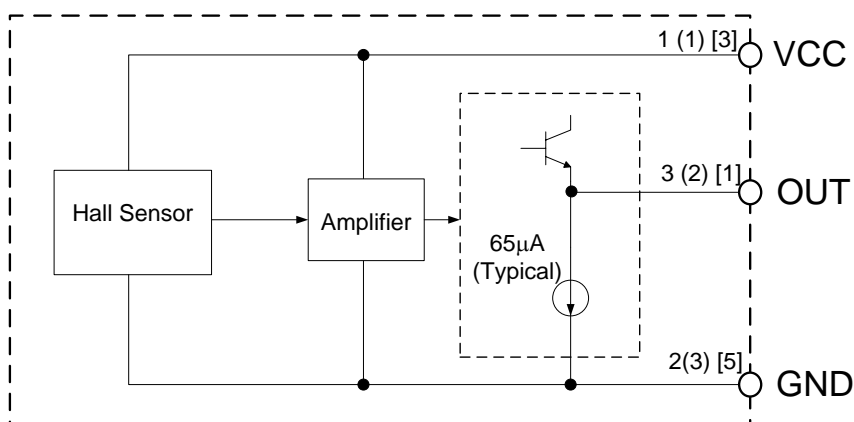 1 (1) [3]
VCC
Hall Sensor
Amplifier
3 (2) [1]
OUT
65μA
(Typical)
2(3) [5]
GND